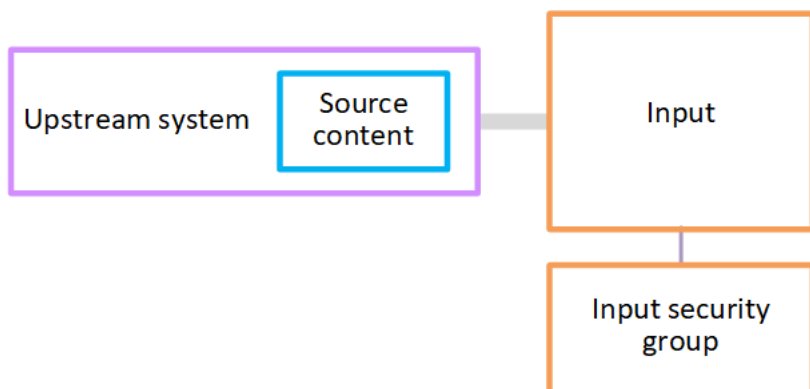 Upstream system
Source
content
Input
Input security
group